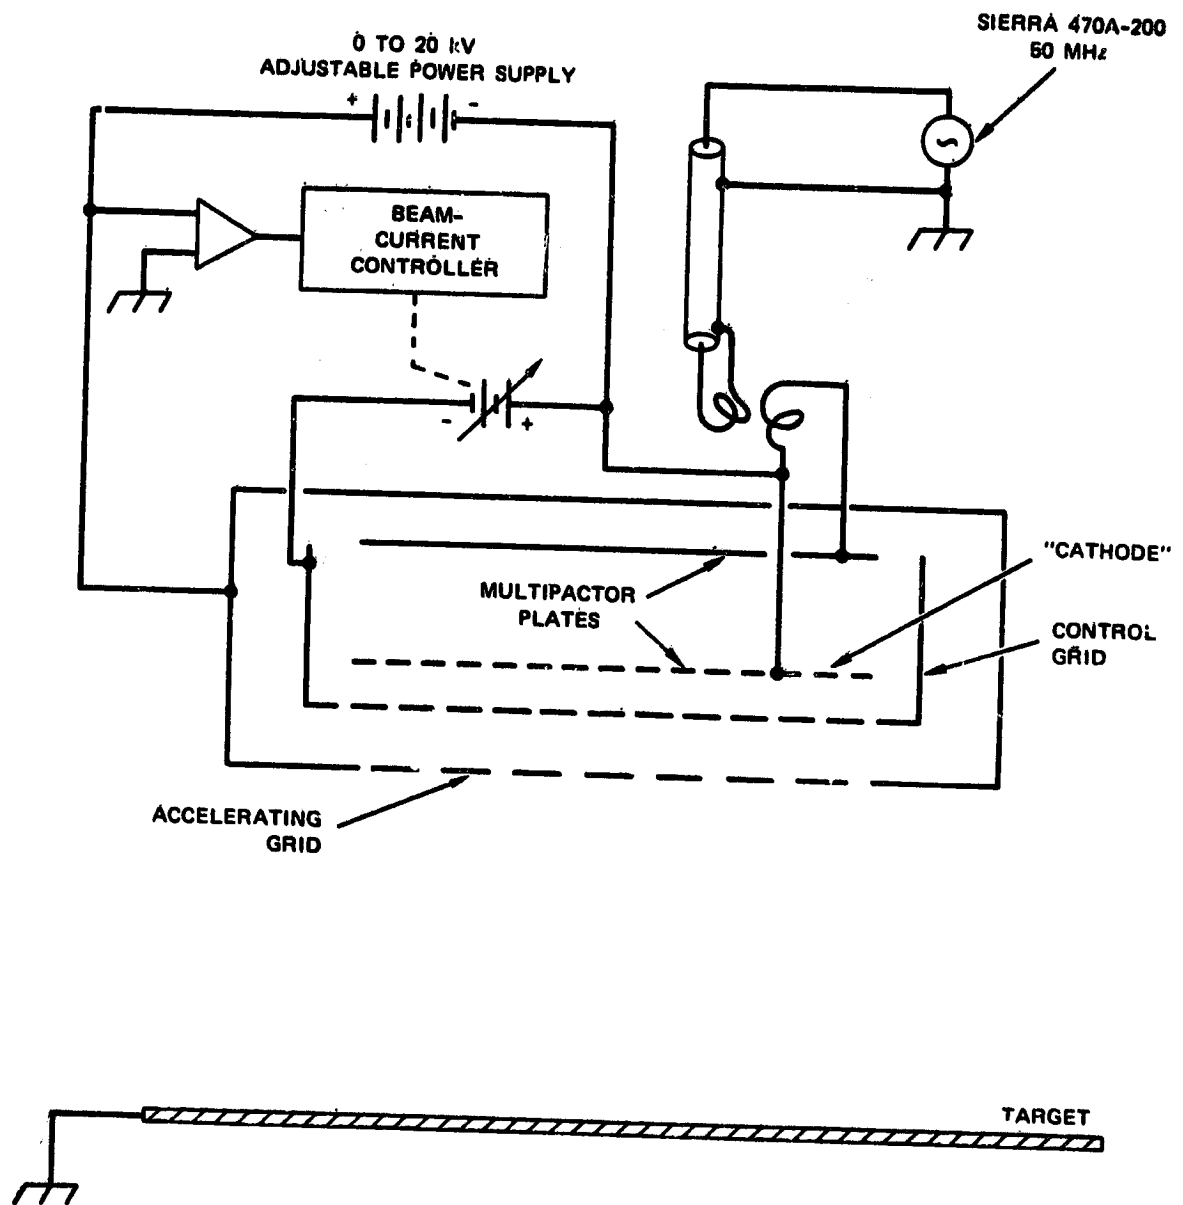 SIERRA 470A-200
50 MHz
0 TO 20 kV
ADJUSTABLE POWER SUPPLY
+ -
BEAM-
CURRENT
CONTROLLER
- +
"CATHODE"
MULTIPACTOR
PLATES
CONTROL
GRID
ACCELERATING
GRID
TARGET